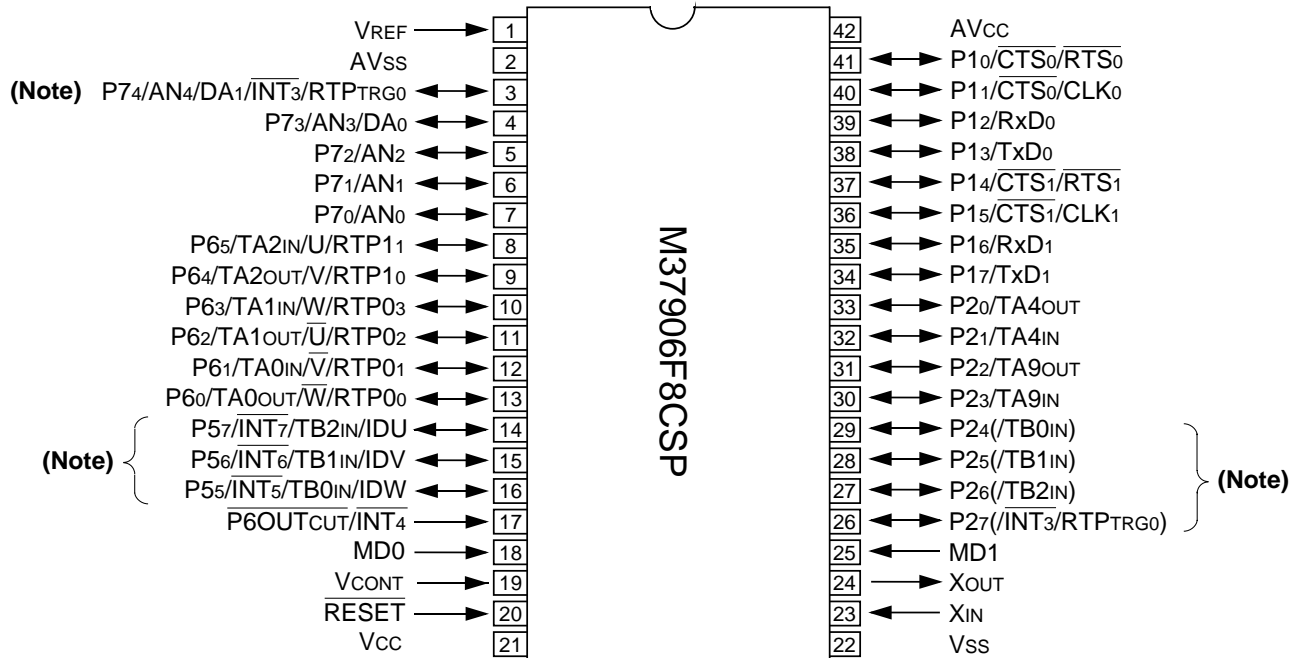 VREF 1
AVSS 2
(Note) P74/AN4/DA1/INT3/RTPTRG0 3
P73/AN3/DA0 4
P72/AN2 5
P71/AN1 6
P70/AN0 7
P65/TA2IN/U/RTP11 8
P64/TA2OUT/V/RTP10 9
P63/TA1IN/W/RTP03 10
P62/TA1OUT/U̅/RTP02 11
P61/TA0IN/V̅/RTP01 12
P60/TA0OUT/W̅/RTP00 13
P57/INT7/TB2IN/IDU 14
(Note) P56/INT6/TB1IN/IDV 15
P55/INT5/TB0IN/IDW 16
P6OUTCUT/INT4 17
MD0 18
VCONT 19
RESET 20
VCC 21
M37906F8CSP
42 AVCC
41 P10/CTS0/RTS0
40 P11/CTS0/CLK0
39 P12/RxD0
38 P13/TxD0
37 P14/CTS1/RTS1
36 P15/CTS1/CLK1
35 P16/RxD1
34 P17/TxD1
33 P20/TA4OUT
32 P21/TA4IN
31 P22/TA9OUT
30 P23/TA9IN
29 P24(/TB0IN)
28 P25(/TB1IN)
27 P26(/TB2IN) (Note)
26 P27(/INT3/RTPTRG0)
25 MD1
24 XOUT
23 XIN
22 VSS